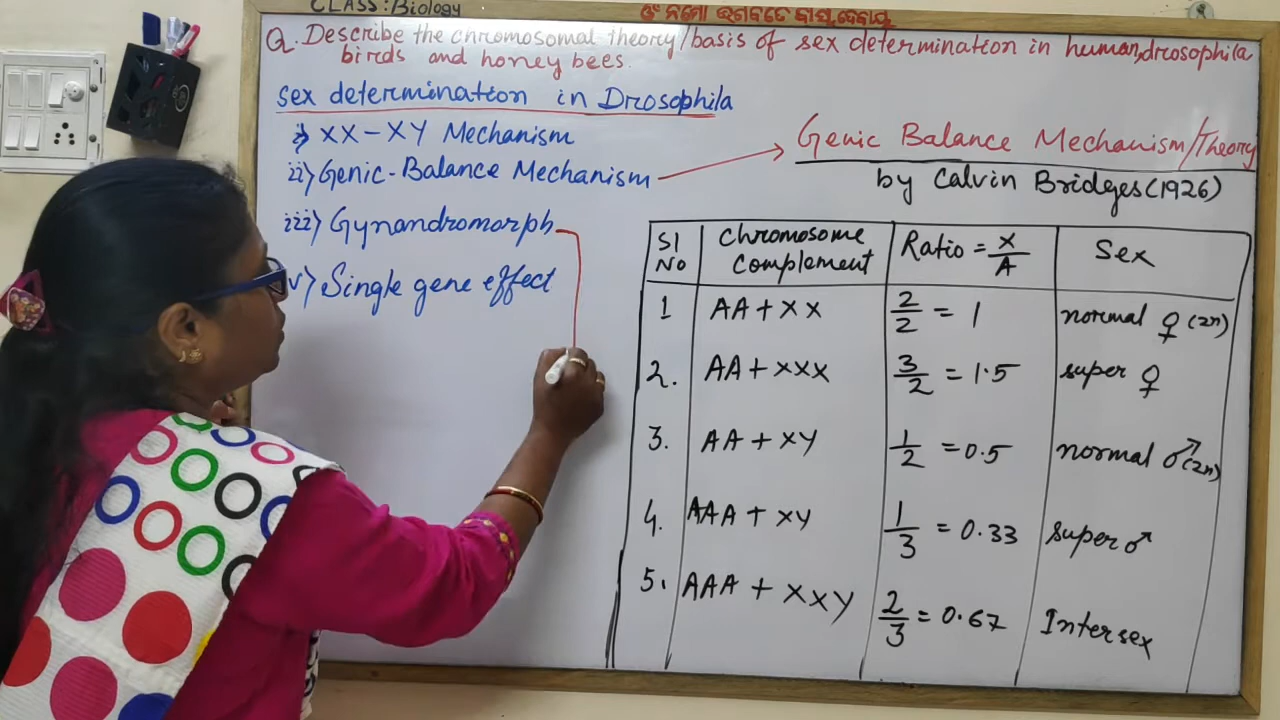 CLASS: Biology
ଓଁ ନମୋ ଭଗବତେ ବାସୁଦେବାୟ
Q. Describe the chromosomal theory/basis of sex determination in human,drosophila
birds and honey bees.
sex determination in Drosophila
i) XX-XY Mechanism
ii) Genic-Balance Mechanism
iii) Gynandromorph
v) Single gene effect
Genic Balance Mechanism/Theory
by Calvin Bridges(1926)
Sl No | Chromosome complement | Ratio = X/A | Sex
1 | AA + XX | 2/2 = 1 | normal ♀ (2n)
2. | AA + XXX | 3/2 = 1.5 | super ♀
3. | AA + XY | 1/2 = 0.5 | normal ♂ (2n)
4. | AAA + XY | 1/3 = 0.33 | super ♂
5. | AAA + XXY | 2/3 = 0.67 | Intersex